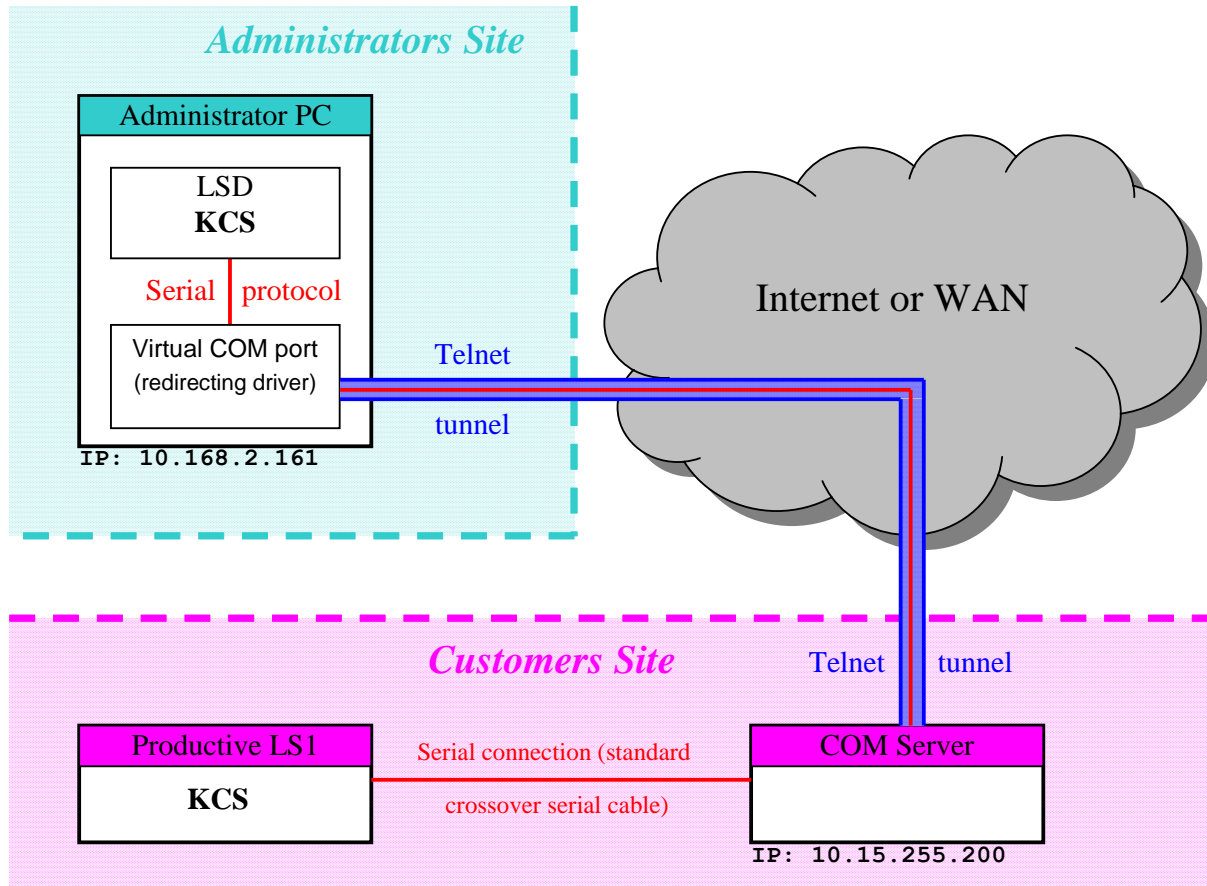 Administrators Site
Administrator PC
LSD
KCS
Serial protocol
Virtual COM port
(redirecting driver)
IP: 10.168.2.161
Telnet
tunnel
Internet or WAN
Customers Site
Telnet tunnel
Productive LS1
KCS
Serial connection (standard
crossover serial cable)
COM Server
IP: 10.15.255.200